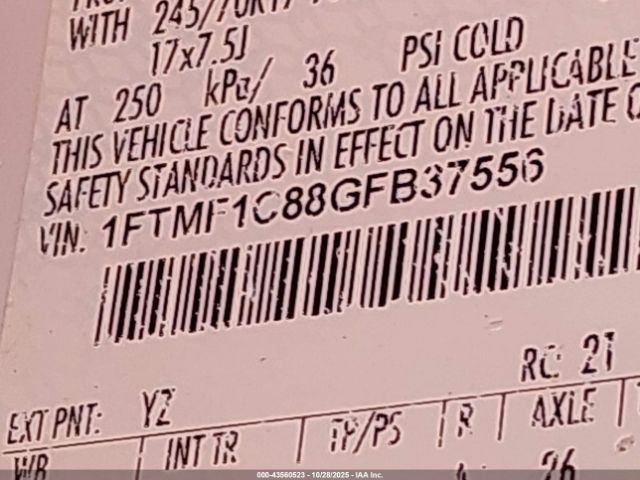 WITH 245/70R17
17x7.5J
AT 250 kPa/ 36 PSI COLD
THIS VEHICLE CONFORMS TO ALL APPLICABLE
SAFETY STANDARDS IN EFFECT ON THE DATE O
VIN: 1FTMF1C88GFB37556
RC: 21
EXT PNT: YZ
WB INT TR TP/PS R AXLE
26
000-43560523 - 10/28/2025 - IAA Inc.